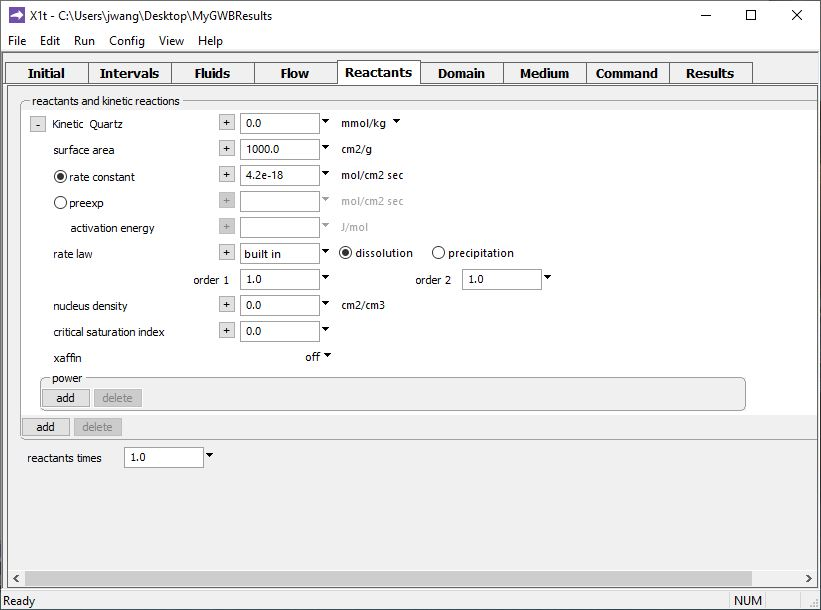 X1t - C:\Users\jwang\Desktop\MyGWBResults
File Edit Run Config View Help
Initial Intervals Fluids Flow Reactants Domain Medium Command Results
reactants and kinetic reactions
- Kinetic Quartz + 0.0 mmol/kg
surface area + 1000.0 cm2/g
rate constant + 4.2e-18 mol/cm2 sec
preexp + mol/cm2 sec
activation energy + J/mol
rate law + built in dissolution precipitation
order 1 1.0 order 2 1.0
nucleus density + 0.0 cm2/cm3
critical saturation index + 0.0
xaffin off
power
add delete
add delete
reactants times 1.0
Ready NUM